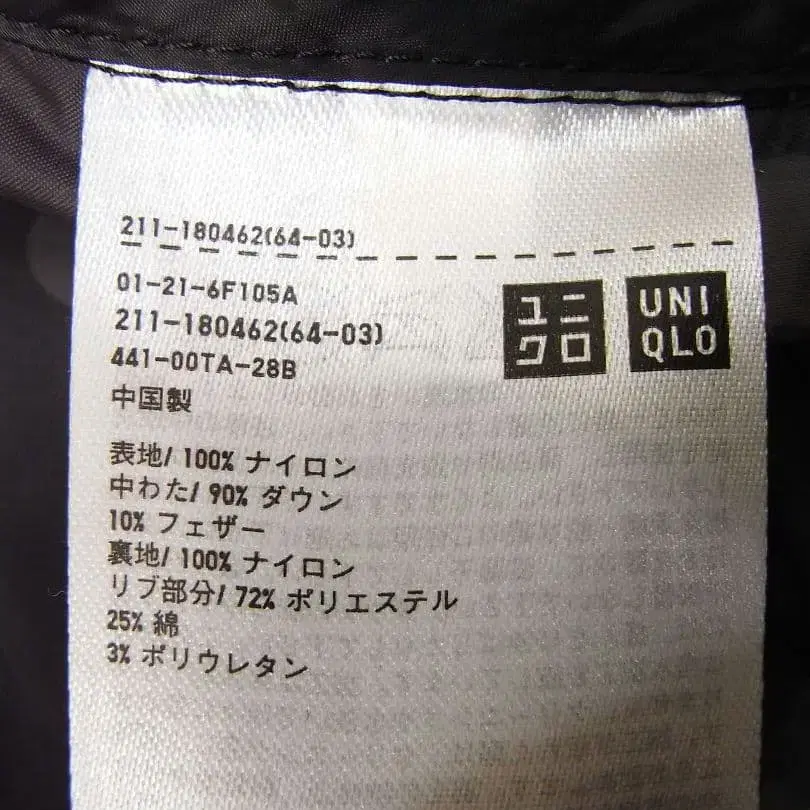 211-180462(64-03)
01-21-6F105A
211-180462(64-03)
441-00TA-28B
中国製
ユニ
クロ
UNI
QLO
表地/ 100% ナイロン
中わた/ 90% ダウン
10% フェザー
裏地/ 100% ナイロン
リブ部分/ 72% ポリエステル
25% 綿
3% ポリウレタン